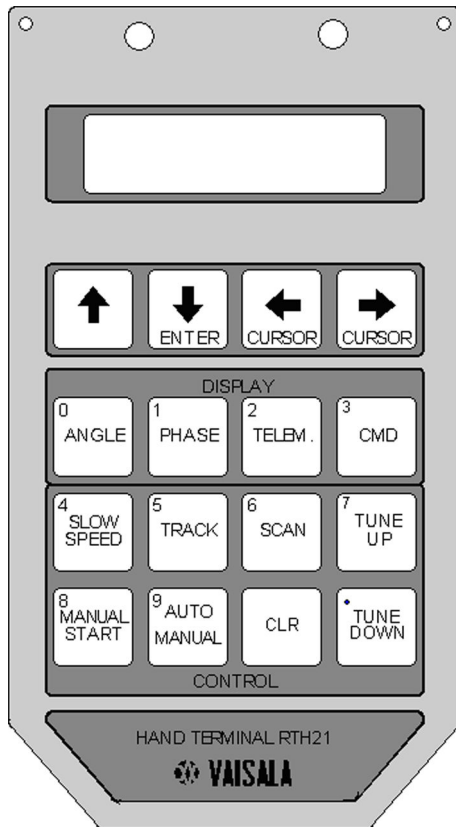 ENTER CURSOR CURSOR
DISPLAY
0 1 2 3
ANGLE PHASE TELEM. CMD
4 5 6 7
SLOW SPEED TRACK SCAN TUNE UP
8 9 •
MANUAL START AUTO MANUAL CLR TUNE DOWN
CONTROL
HAND TERMINAL RTH21
VAISALA